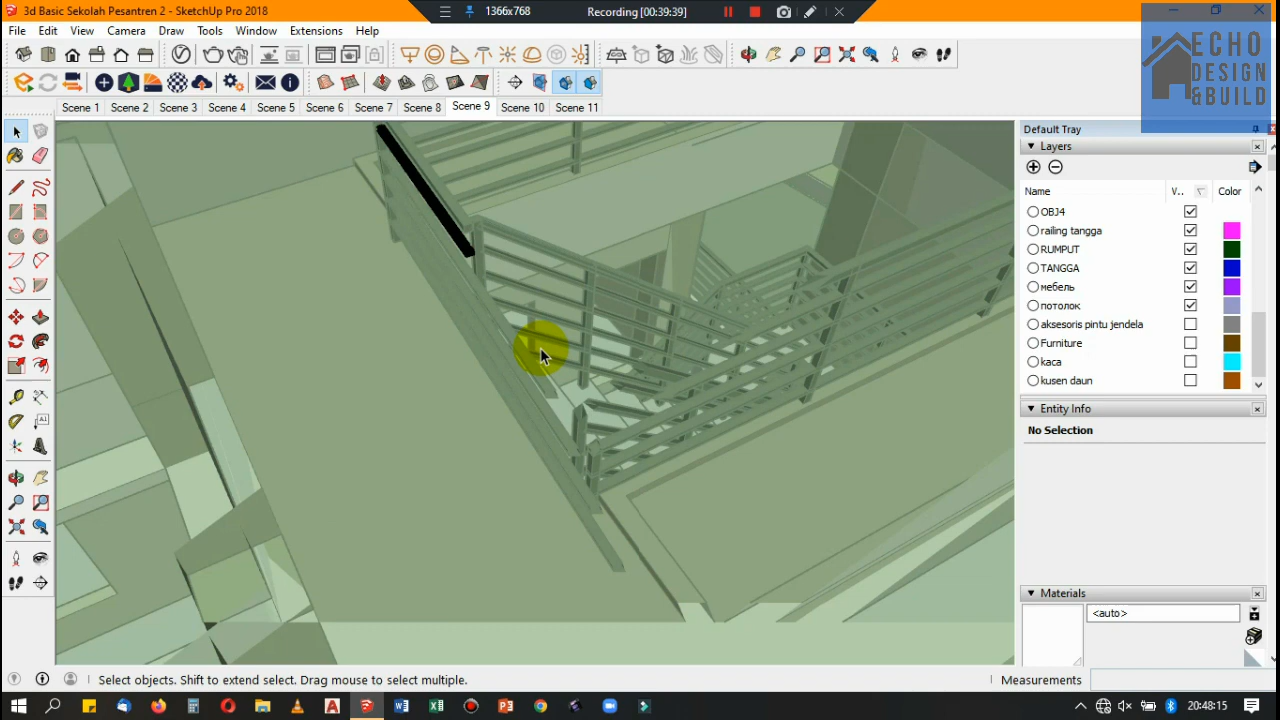 3d Basic Sekolah Pesantren 2 - SketchUp Pro 2018
1366x768
Recording [00:39:39]
File Edit View Camera Draw Tools Window Extensions Help
ECHO
DESIGN
&BUILD
Scene 1 Scene 2 Scene 3 Scene 4 Scene 5 Scene 6 Scene 7 Scene 8 Scene 9 Scene 10 Scene 11
Default Tray
Layers
Name V.. Color
OBJ4
railing tangga
RUMPUT
TANGGA
мебель
потолок
aksesoris pintu jendela
Furniture
kaca
kusen daun
Entity Info
No Selection
Materials
<auto>
Select objects. Shift to extend select. Drag mouse to select multiple.
Measurements
20:48:15